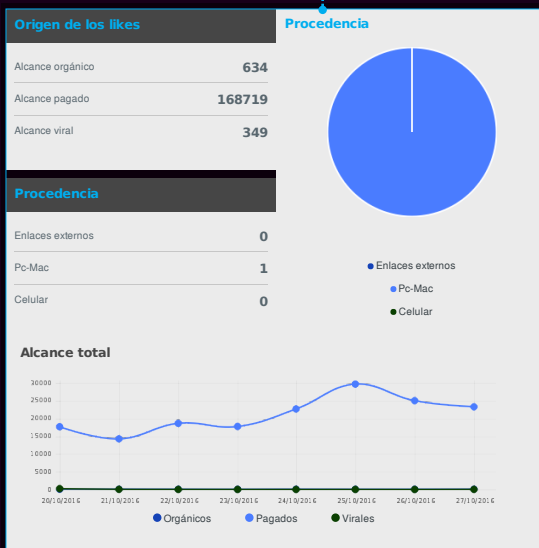 Origen de los likes
Alcance orgánico 634
Alcance pagado 168719
Alcance viral 349
Procedencia
Enlaces externos 0
Pc-Mac 1
Celular 0
Procedencia
Enlaces externos
Pc-Mac
Celular
Alcance total
30000
25000
20000
15000
10000
5000
0
20/10/2016 21/10/2016 22/10/2016 23/10/2016 24/10/2016 25/10/2016 26/10/2016 27/10/2016
Orgánicos Pagados Virales